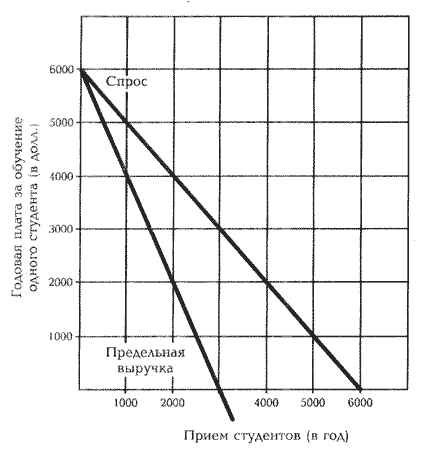 Годовая плата за обучение
одного студента (в долл.)
6000
5000
4000
3000
2000
1000
Спрос
Предельная
выручка
1000
2000
4000
5000
6000
Прием студентов (в год)